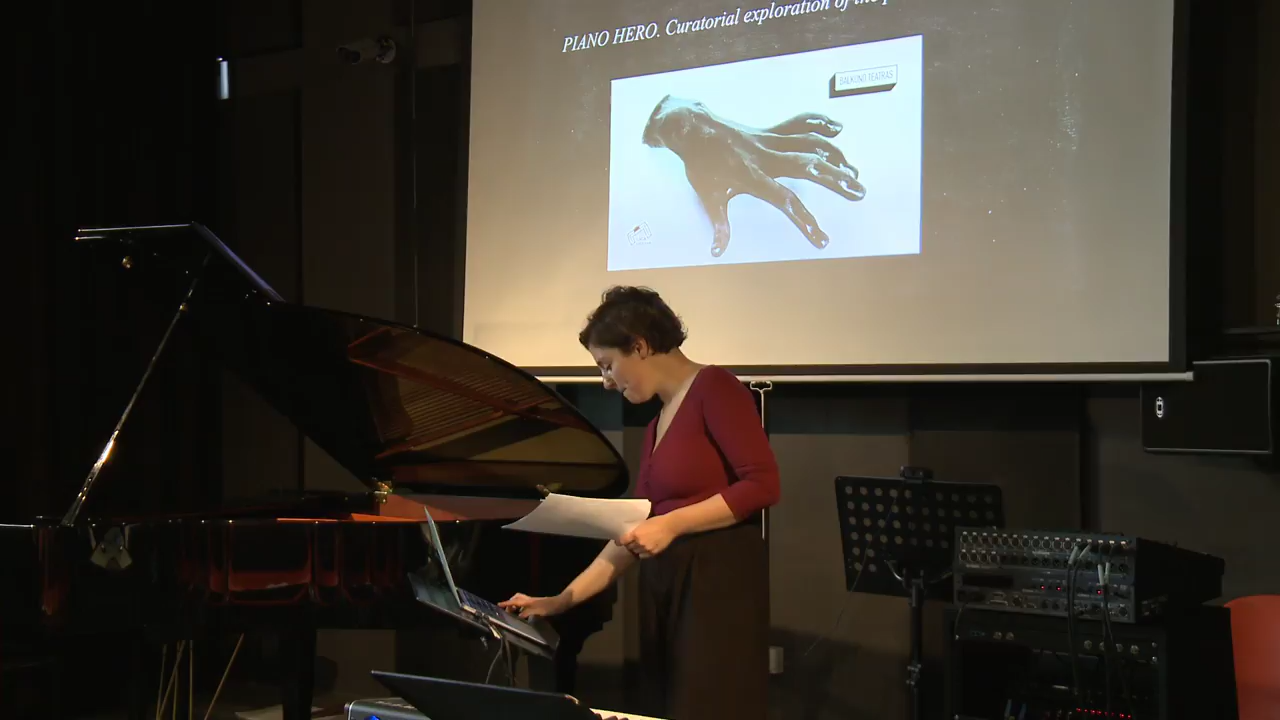 PIANO HERO. Curatorial exploration of the
BALKONO TEATRAS